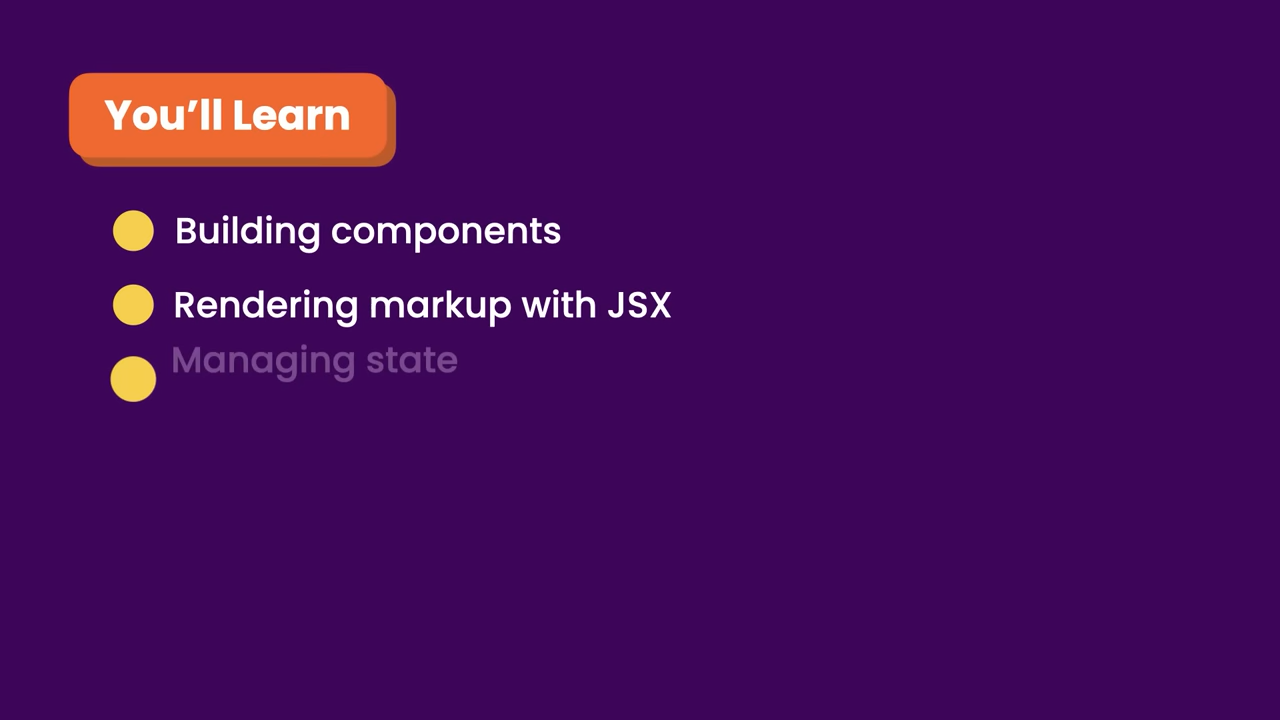 You’ll Learn
Building components
Rendering markup with JSX
Managing state